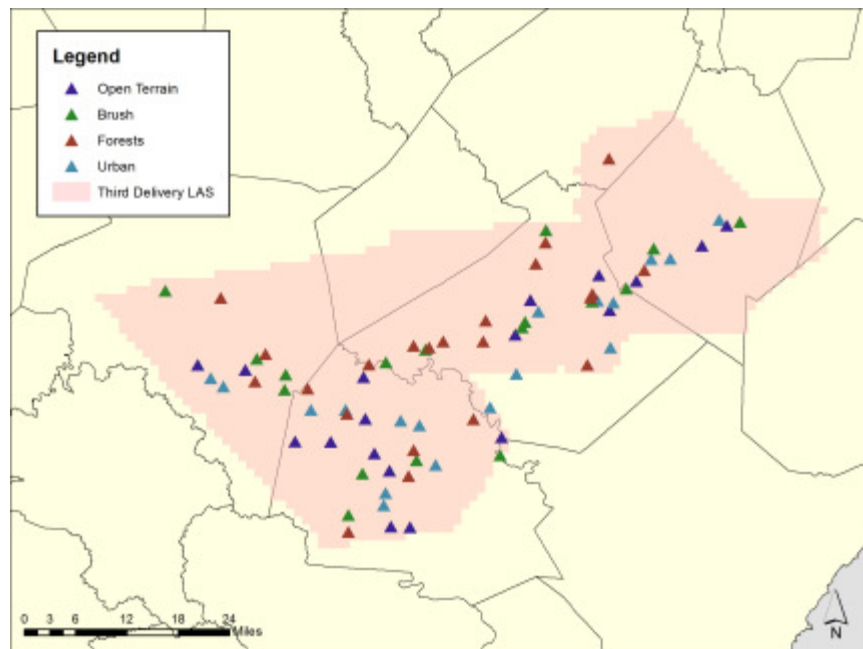 Legend
Open Terrain
Brush
Forests
Urban
Third Delivery LAS
0 3 6 12 18 24
Miles
N